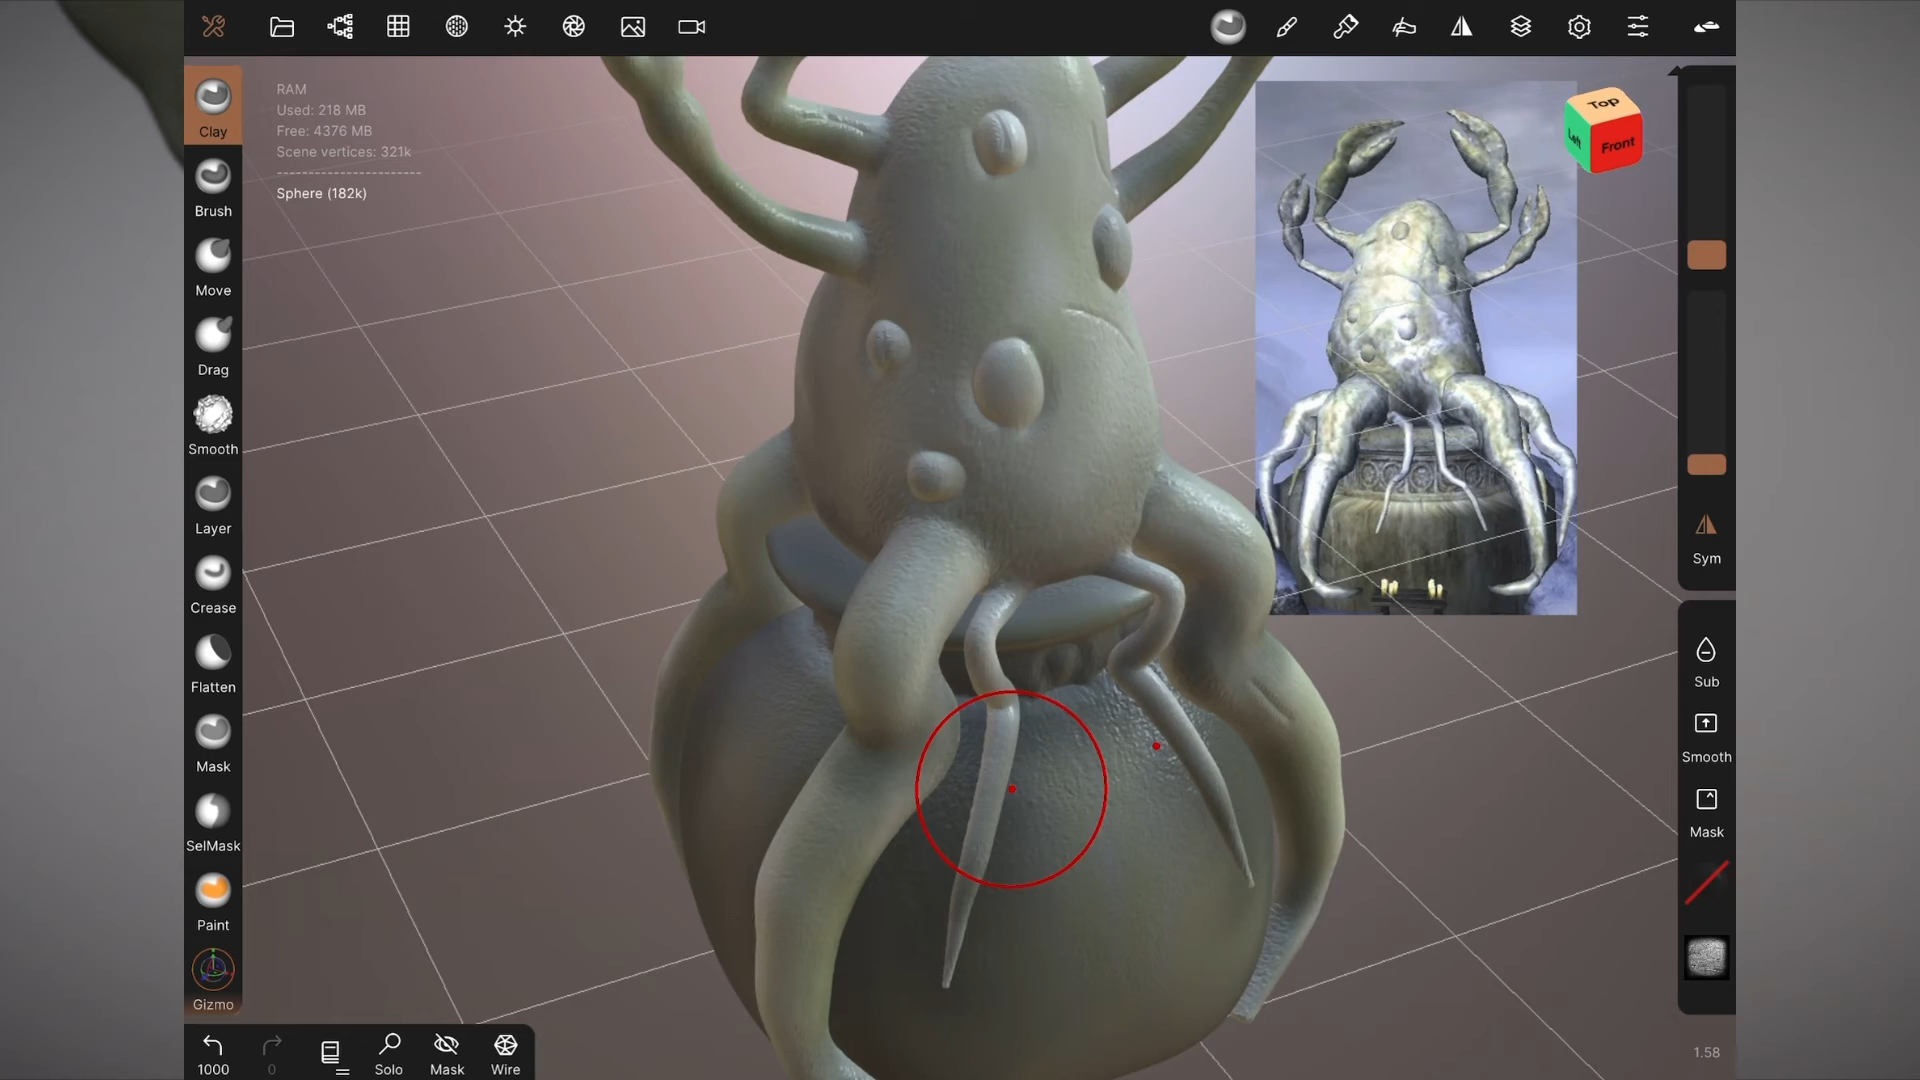 RAM
Used: 218 MB
Free: 4376 MB
Scene vertices: 321k
------------------------
Sphere (182k)
Clay
Brush
Move
Drag
Smooth
Layer
Crease
Flatten
Mask
SelMask
Paint
Gizmo
Top
Left
Front
Sym
Sub
Smooth
Mask
1.58
1000
0
Solo
Mask
Wire